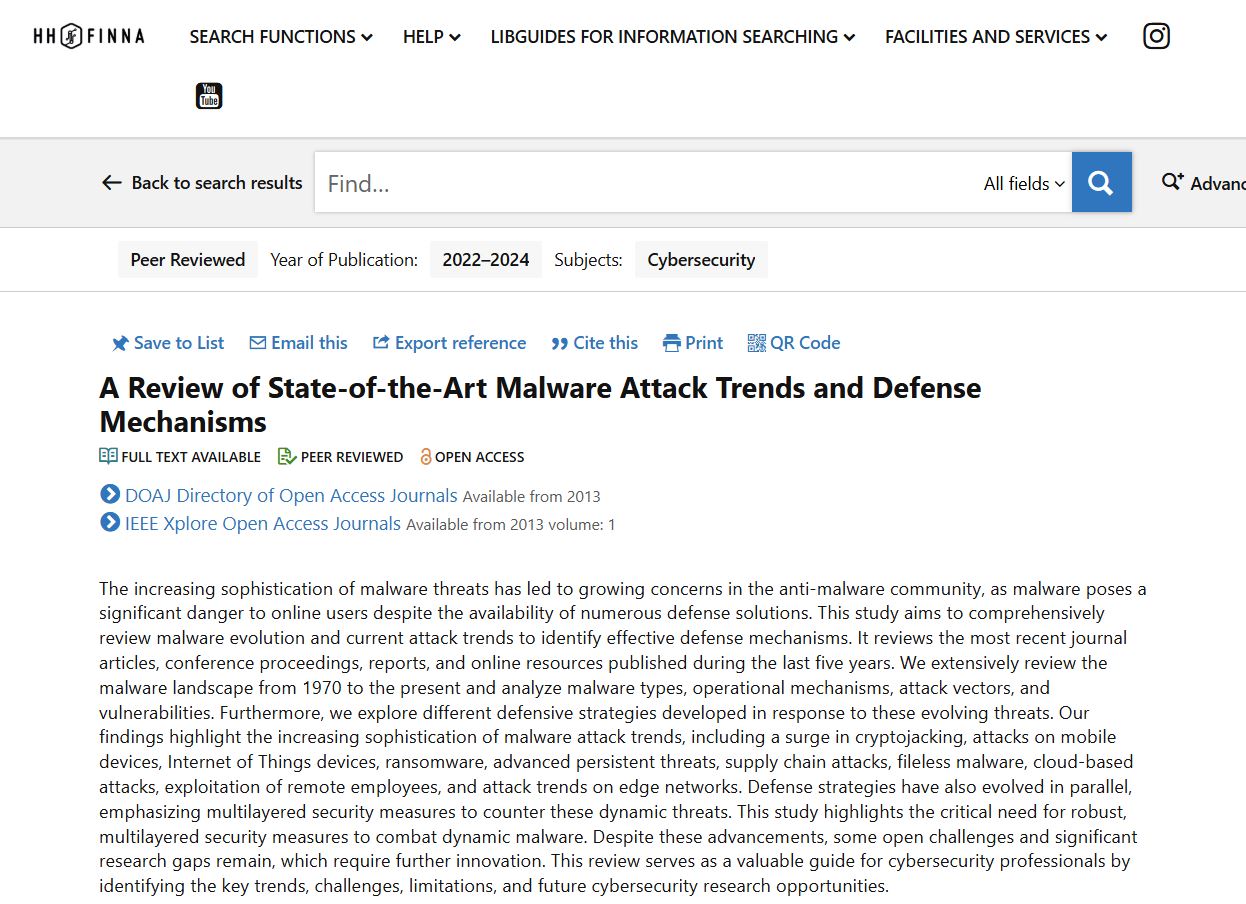 HH FINNA SEARCH FUNCTIONS HELP LIBGUIDES FOR INFORMATION SEARCHING FACILITIES AND SERVICES
You Tube
Back to search results Find... All fields Advanc
Peer Reviewed Year of Publication: 2022–2024 Subjects: Cybersecurity
Save to List Email this Export reference Cite this Print QR Code
A Review of State-of-the-Art Malware Attack Trends and Defense
Mechanisms
FULL TEXT AVAILABLE PEER REVIEWED OPEN ACCESS
DOAJ Directory of Open Access Journals Available from 2013
IEEE Xplore Open Access Journals Available from 2013 volume: 1
The increasing sophistication of malware threats has led to growing concerns in the anti-malware community, as malware poses a
significant danger to online users despite the availability of numerous defense solutions. This study aims to comprehensively
review malware evolution and current attack trends to identify effective defense mechanisms. It reviews the most recent journal
articles, conference proceedings, reports, and online resources published during the last five years. We extensively review the
malware landscape from 1970 to the present and analyze malware types, operational mechanisms, attack vectors, and
vulnerabilities. Furthermore, we explore different defensive strategies developed in response to these evolving threats. Our
findings highlight the increasing sophistication of malware attack trends, including a surge in cryptojacking, attacks on mobile
devices, Internet of Things devices, ransomware, advanced persistent threats, supply chain attacks, fileless malware, cloud-based
attacks, exploitation of remote employees, and attack trends on edge networks. Defense strategies have also evolved in parallel,
emphasizing multilayered security measures to counter these dynamic threats. This study highlights the critical need for robust,
multilayered security measures to combat dynamic malware. Despite these advancements, some open challenges and significant
research gaps remain, which require further innovation. This review serves as a valuable guide for cybersecurity professionals by
identifying the key trends, challenges, limitations, and future cybersecurity research opportunities.